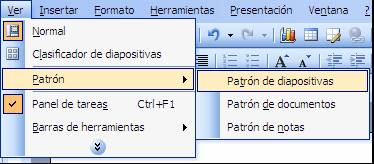 Ver Insertar Formato Herramientas Presentación Ventana ?
Normal
Clasificador de diapositivas
Patrón
Patrón de diapositivas
Panel de tareas Ctrl+F1
Patrón de documentos
Barras de herramientas
Patrón de notas